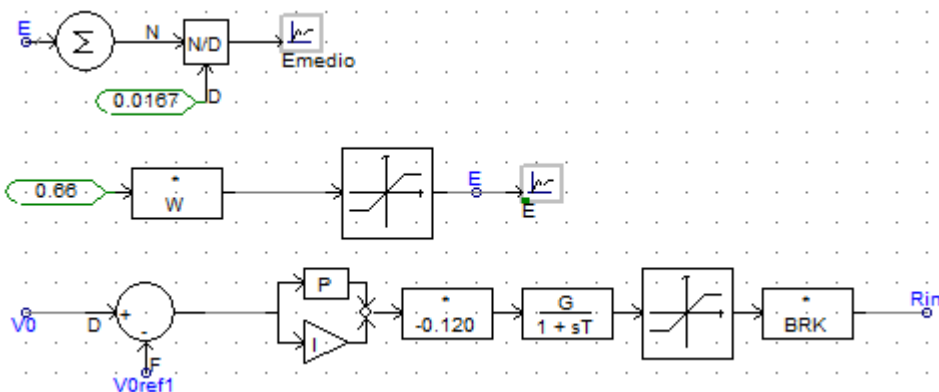 E Σ N N/D
Emedio
0.0167 D
0.66 * W E
E
P
V0 D + - I * -0.120 G 1 + sT * BRK Rin
F
V0ref1